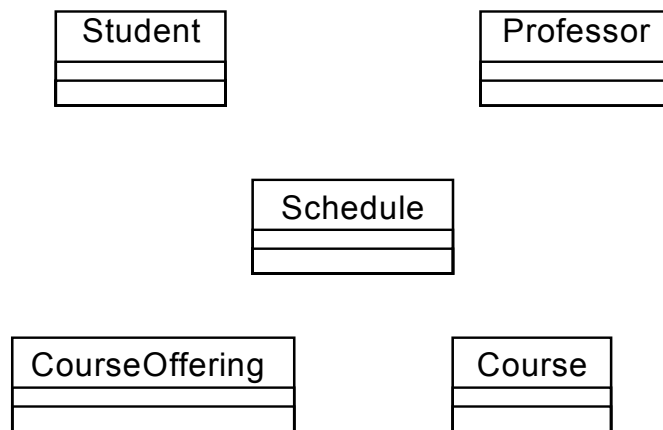 Student
Professor
Schedule
CourseOffering
Course